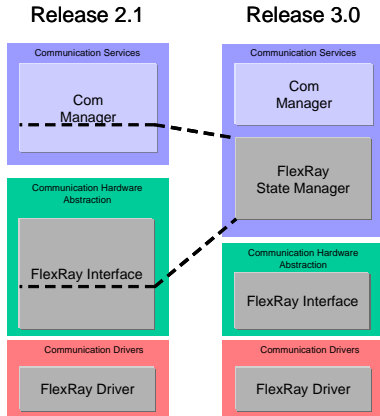 Release 2.1
Communication Services
Com
Manager
Communication Hardware
Abstraction
FlexRay Interface
Communication Drivers
FlexRay Driver
Release 3.0
Communication Services
Com
Manager
FlexRay
State Manager
Communication Hardware
Abstraction
FlexRay Interface
Communication Drivers
FlexRay Driver